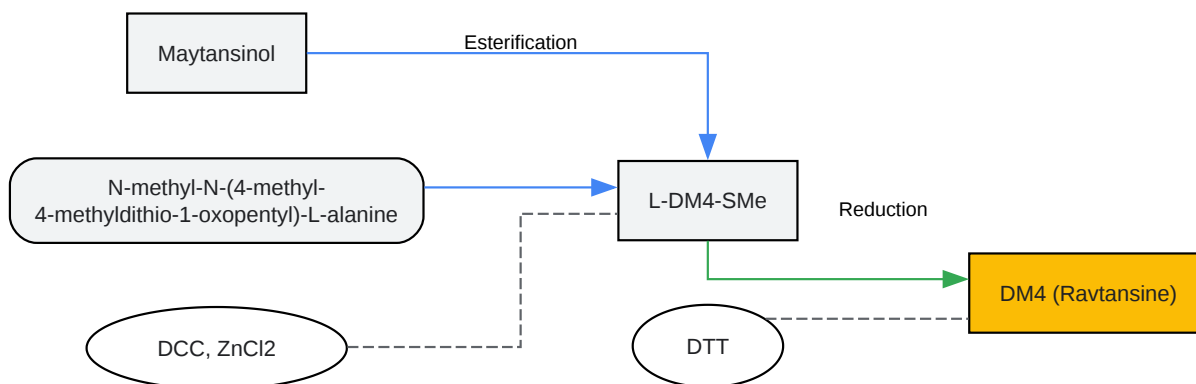 Maytansinol
Esterification
N-methyl-N-(4-methyl-
4-methyldithio-1-oxopentyl)-L-alanine
L-DM4-SMe
Reduction
DM4 (Ravtansine)
DCC, ZnCl2
DTT